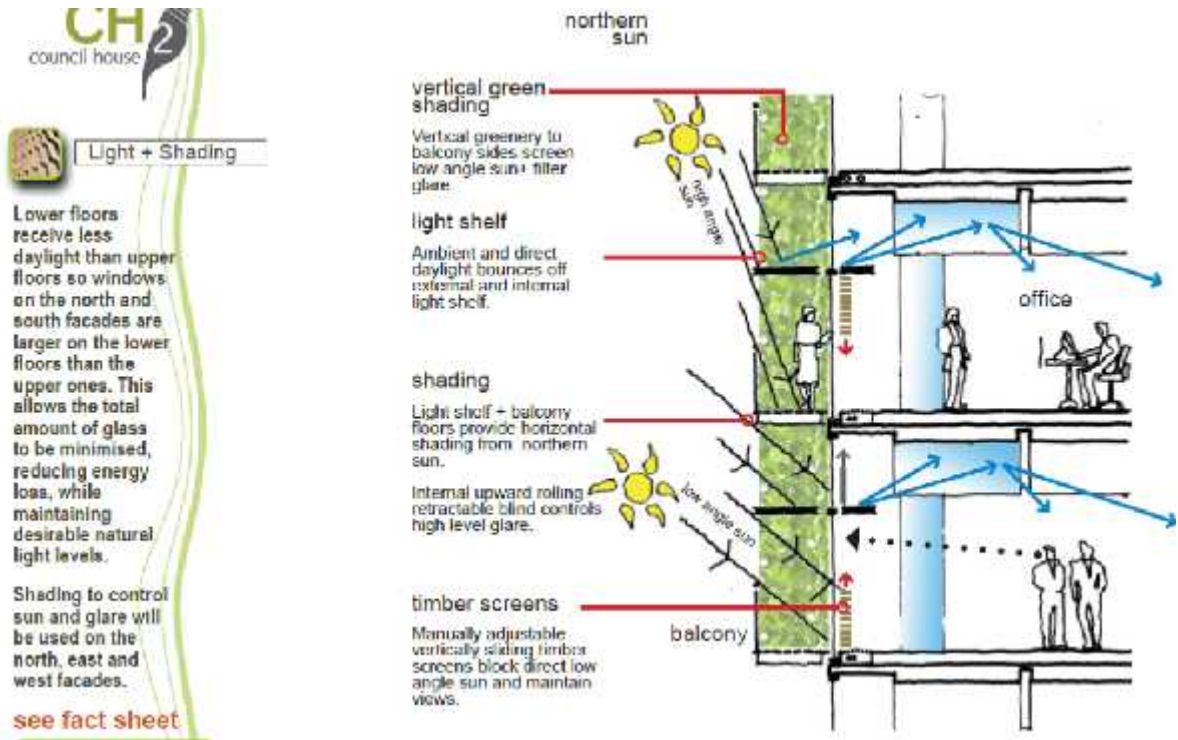 CH
2
council house
Light + Shading
Lower floors
receive less
daylight than upper
floors so windows
on the north and
south facades are
larger on the lower
floors than the
upper ones. This
allows the total
amount of glass
to be minimised,
reducing energy
loss, while
maintaining
desirable natural
light levels.
Shading to control
sun and glare will
be used on the
north, east and
west facades.
see fact sheet
northern
sun
vertical green
shading
Vertical greenery to
balcony sides screen
low angle sun+ filter
glare.
light shelf
Ambient and direct
daylight bounces off
external and internal
light shelf.
shading
Light shelf + balcony
floors provide horizontal
shading from northern
sun.
Internal upward rolling
retractable blind controls
high level glare.
timber screens
Manually adjustable
vertically sliding timber
screens block direct low
angle sun and maintain
views.
high angle
sun
low angle sun
office
balcony